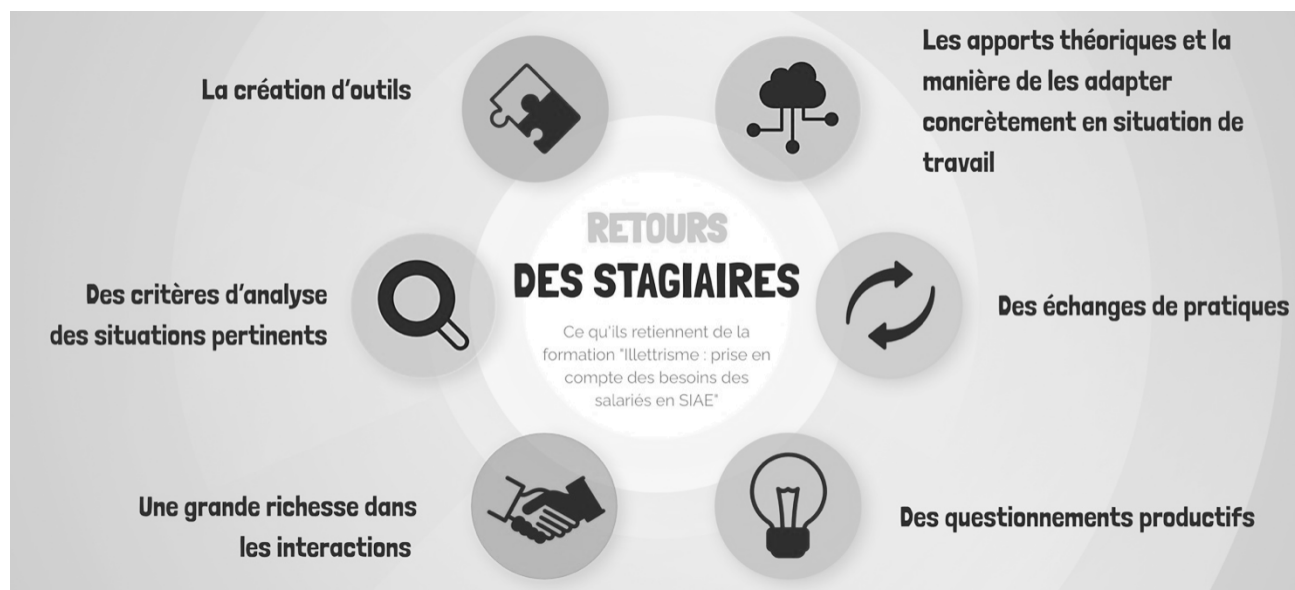 RETOURS
DES STAGIAIRES
Ce qu'ils retiennent de la
formation "Illettrisme : prise en
compte des besoins des
salariés en SIAE"
La création d'outils
Les apports théoriques et la
manière de les adapter
concrètement en situation de
travail
Des critères d'analyse
des situations pertinents
Des échanges de pratiques
Une grande richesse dans
les interactions
Des questionnements productifs